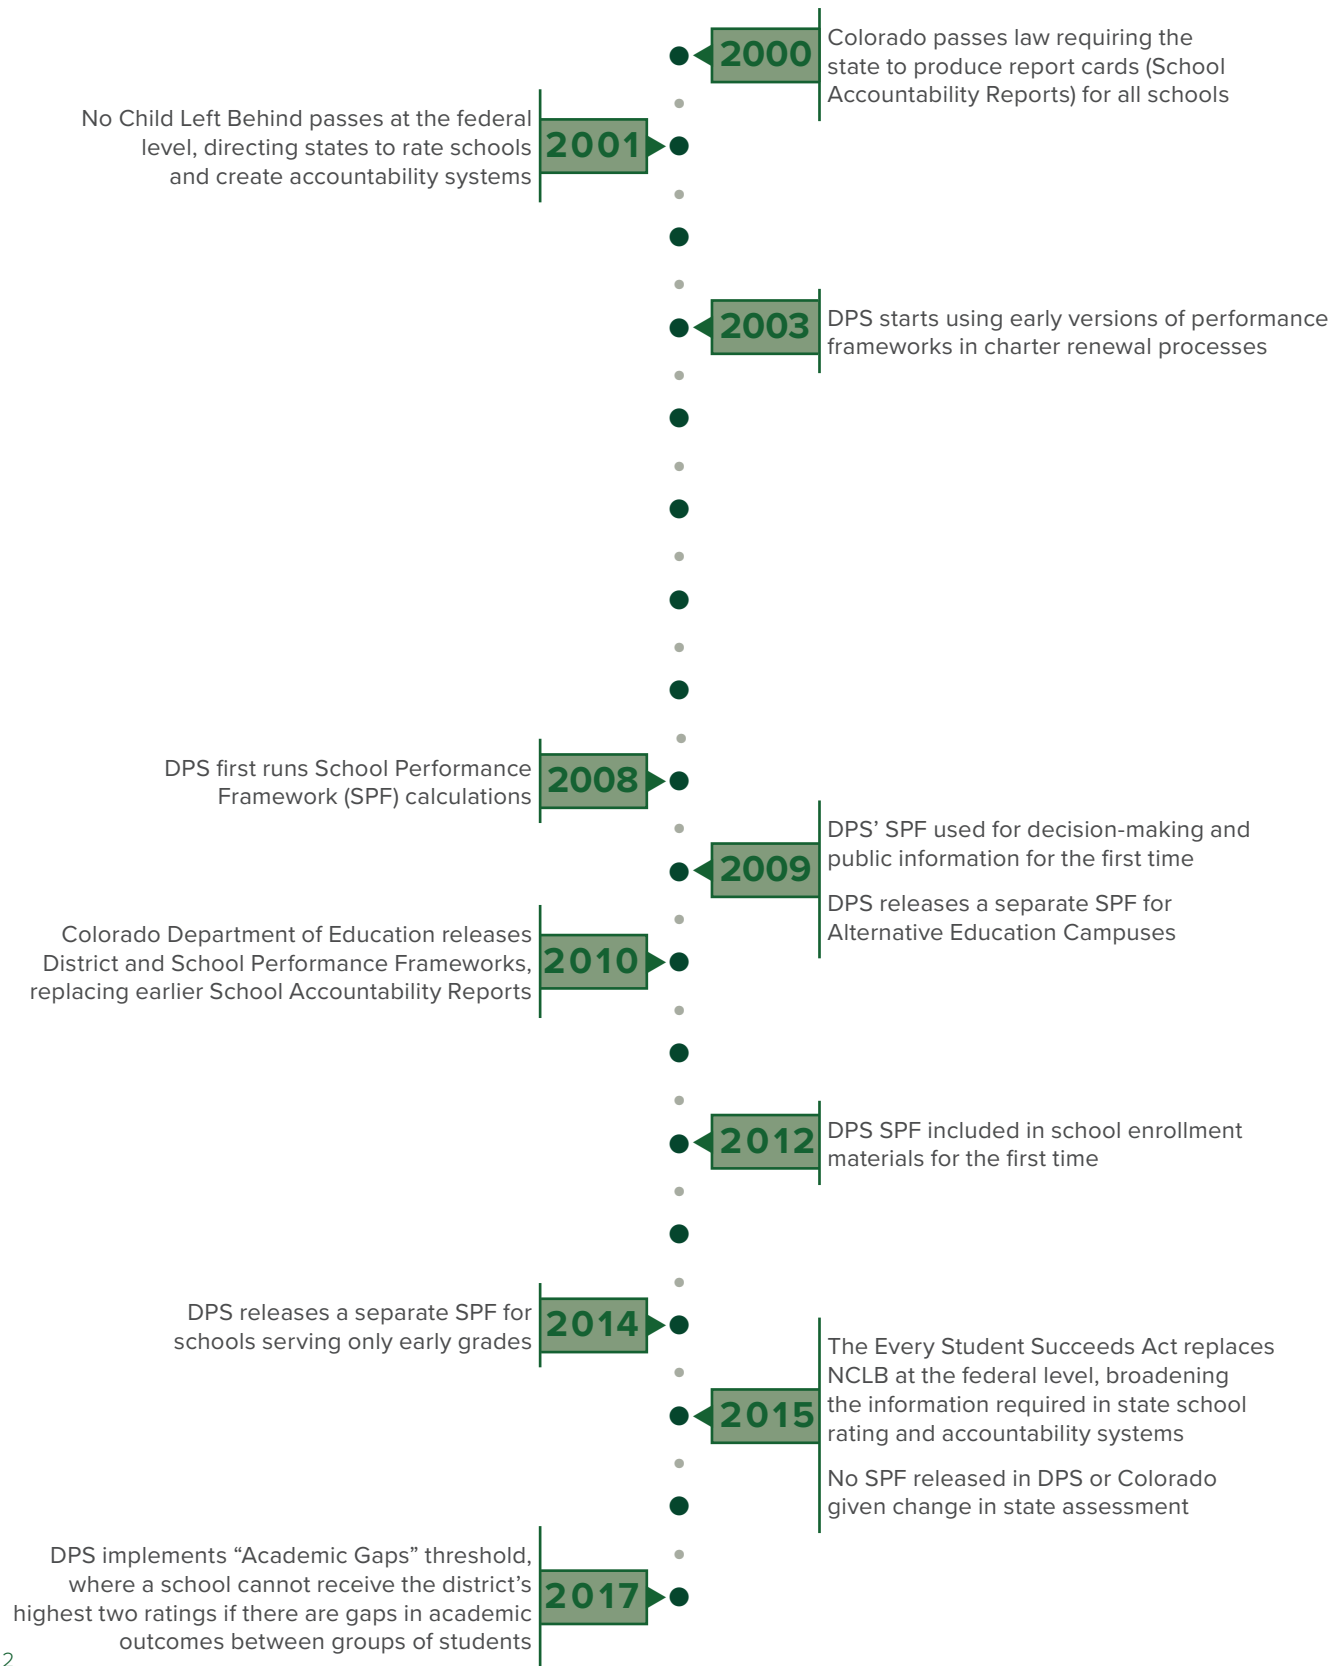 2000
Colorado passes law requiring the
state to produce report cards (School
Accountability Reports) for all schools
No Child Left Behind passes at the federal
level, directing states to rate schools
and create accountability systems
2001
2003
DPS starts using early versions of performance
frameworks in charter renewal processes
DPS first runs School Performance
Framework (SPF) calculations
2008
2009
DPS’ SPF used for decision-making and
public information for the first time
DPS releases a separate SPF for
Alternative Education Campuses
Colorado Department of Education releases
District and School Performance Frameworks,
replacing earlier School Accountability Reports
2010
2012
DPS SPF included in school enrollment
materials for the first time
DPS releases a separate SPF for
schools serving only early grades
2014
2015
The Every Student Succeeds Act replaces
NCLB at the federal level, broadening
the information required in state school
rating and accountability systems
No SPF released in DPS or Colorado
given change in state assessment
DPS implements “Academic Gaps” threshold,
where a school cannot receive the district’s
highest two ratings if there are gaps in academic
outcomes between groups of students
2017
2